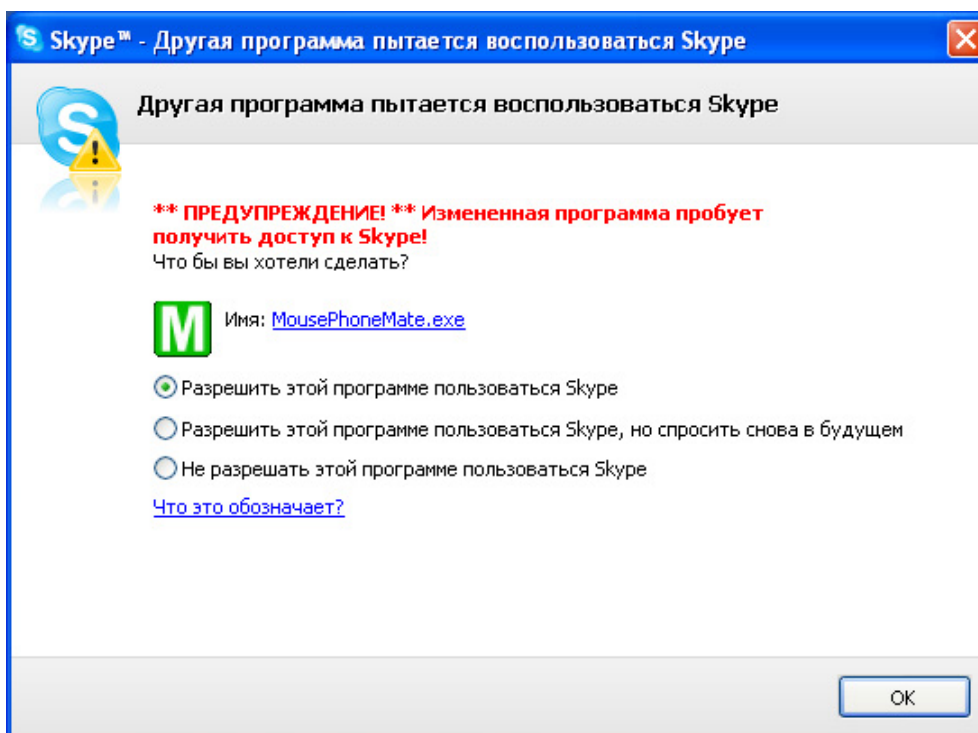 Skype™ - Другая программа пытается воспользоваться Skype
Другая программа пытается воспользоваться Skype
** ПРЕДУПРЕЖДЕНИЕ! ** Измененная программа пробует
получить доступ к Skype!
Что бы вы хотели сделать?
M Имя: MousePhoneMate.exe
Разрешить этой программе пользоваться Skype
Разрешить этой программе пользоваться Skype, но спросить снова в будущем
Не разрешать этой программе пользоваться Skype
Что это обозначает?
OK